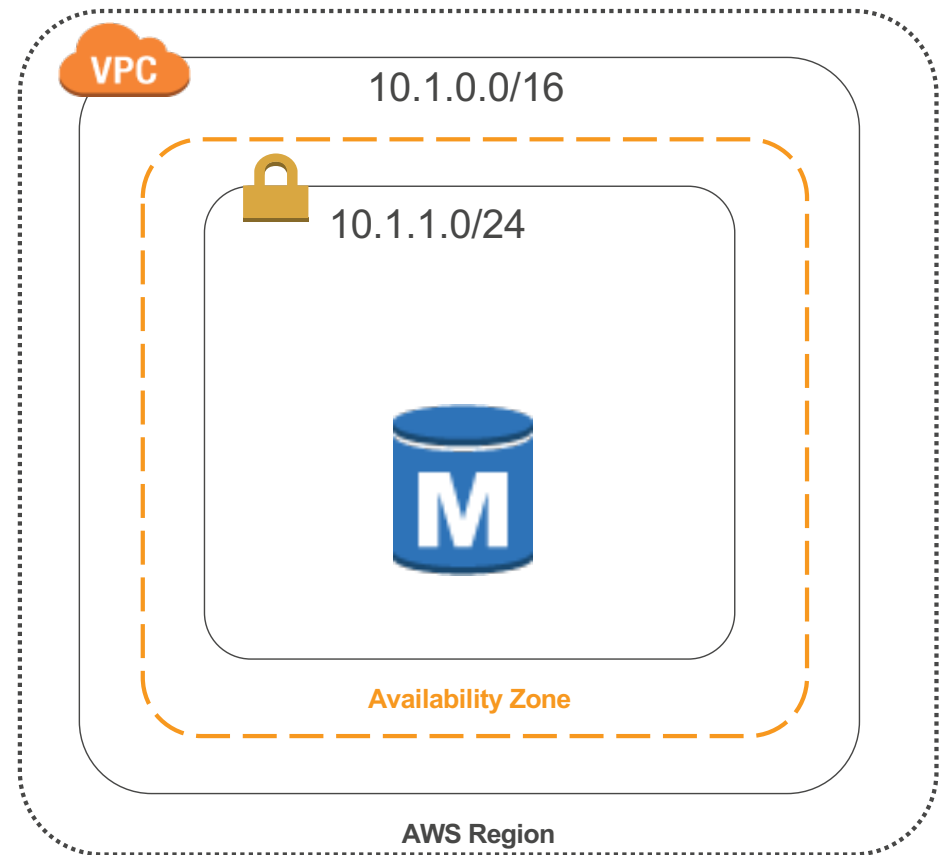 VPC
10.1.0.0/16
10.1.1.0/24
M
Availability Zone
AWS Region